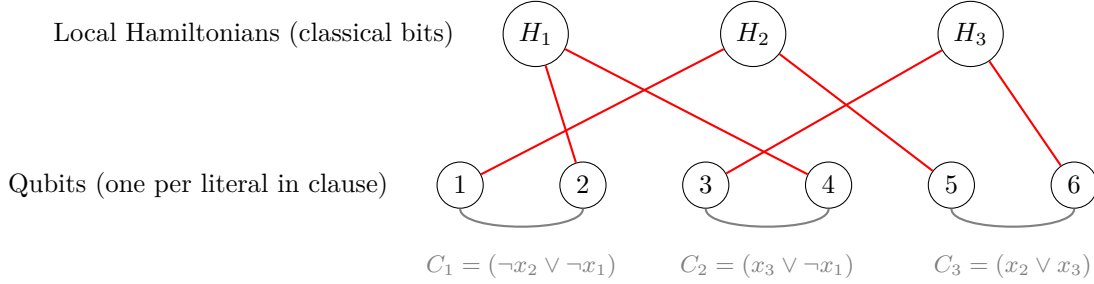 Local Hamiltonians (classical bits) H₁ H₂ H₃
Qubits (one per literal in clause) 1 2 3 4 5 6
C₁ = (¬x₂ ∨ ¬x₁) C₂ = (x₃ ∨ ¬x₁) C₃ = (x₂ ∨ x₃)